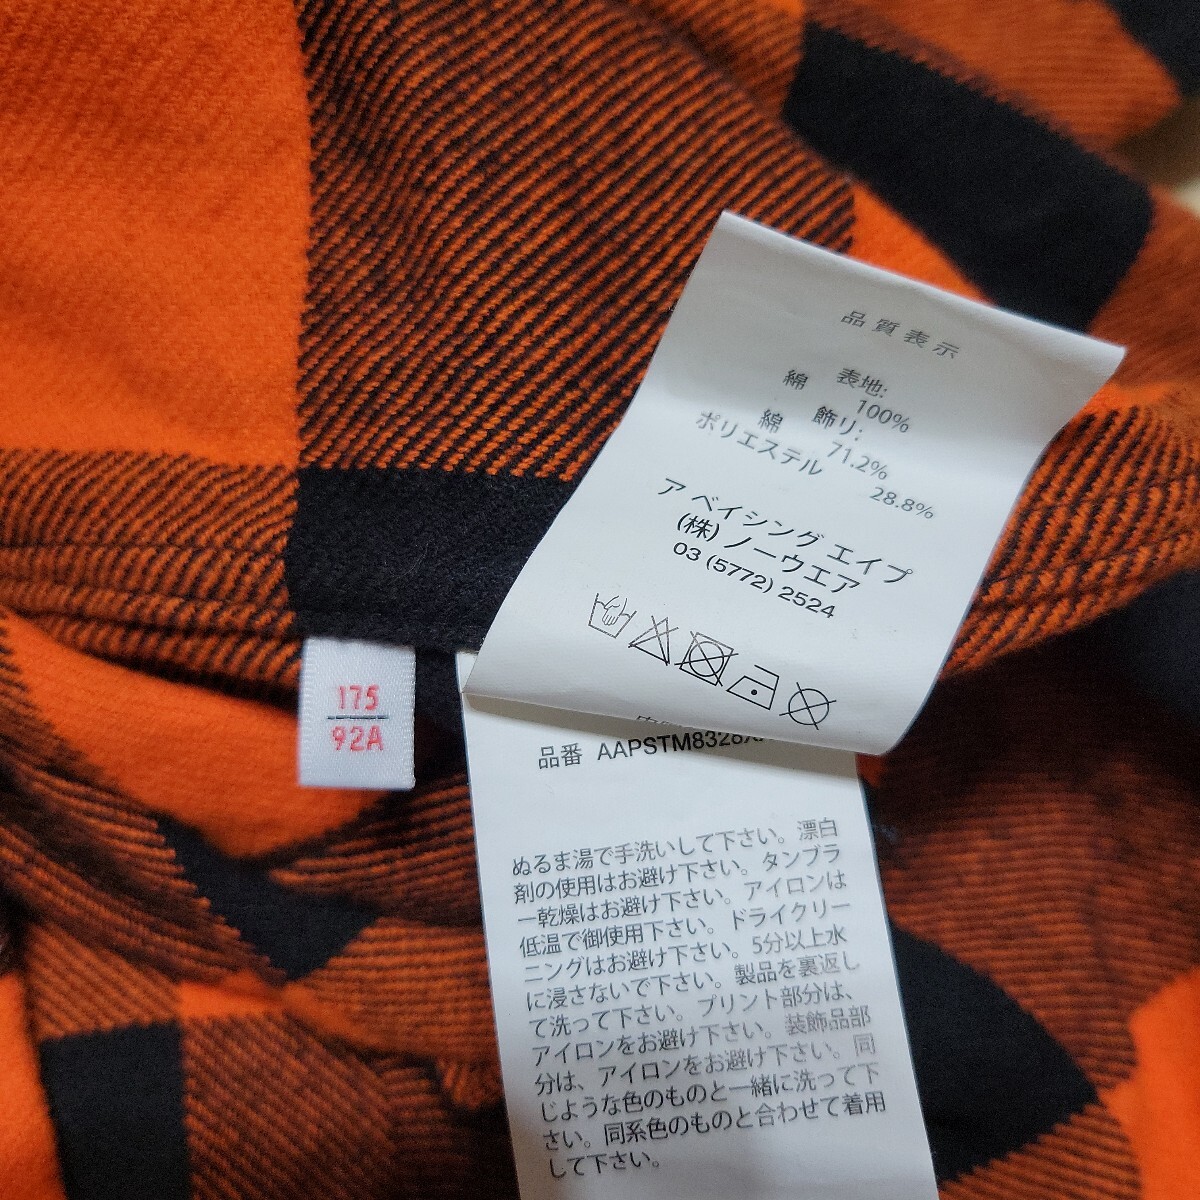 品質表示
表地:
綿 100%
飾リ:
綿 71.2%
ポリエステル 28.8%
ア ベイシング エイプ
(株) ノーウエア
03 (5772) 2524
175
92A
品番 AAPSTM8328
ぬるま湯で手洗いして下さい。漂白
剤の使用はお避け下さい。タンブラ
ー乾燥はお避け下さい。アイロンは
低温で御使用下さい。ドライクリー
ニングはお避け下さい。5分以上水
に浸さないで下さい。製品を裏返し
て洗って下さい。プリント部分は、
アイロンをお避け下さい。装飾品部
分は、アイロンをお避け下さい。同
じような色のものと一緒に洗って下
さい。同系色のものと合わせて着用
して下さい。